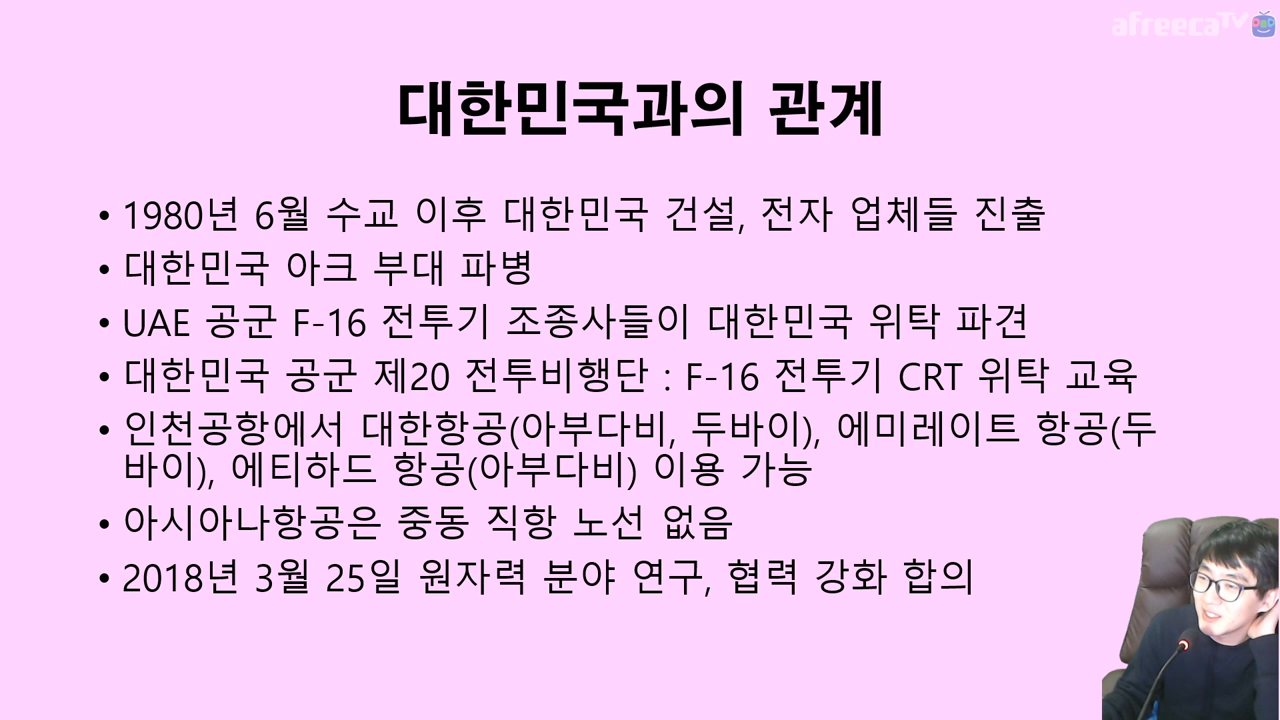 afreecaTV
대한민국과의 관계
• 1980년 6월 수교 이후 대한민국 건설, 전자 업체들 진출
• 대한민국 아크 부대 파병
• UAE 공군 F-16 전투기 조종사들이 대한민국 위탁 파견
• 대한민국 공군 제20 전투비행단 : F-16 전투기 CRT 위탁 교육
• 인천공항에서 대한항공(아부다비, 두바이), 에미레이트 항공(두
바이), 에티하드 항공(아부다비) 이용 가능
• 아시아나항공은 중동 직항 노선 없음
• 2018년 3월 25일 원자력 분야 연구, 협력 강화 합의